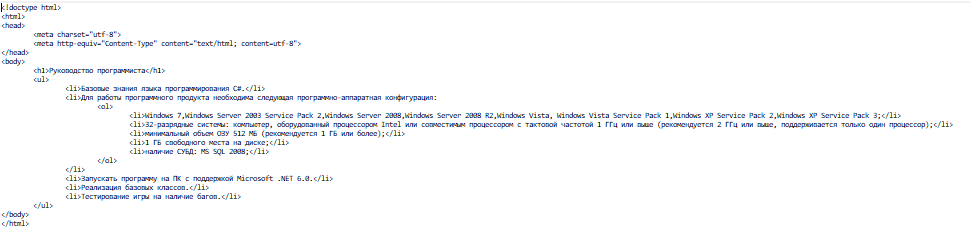 <!doctype html>
<html>
<head>
<meta charset="utf-8">
<meta http-equiv="Content-Type" content="text/html; content=utf-8">
</head>
<body>
<h1>Руководство программиста</h1>
<ul>
<li>Базовые знания языка программирования C#.</li>
<li>Для работы программного продукта необходима следующая программно-аппаратная конфигурация:
<ol>
<li>Windows 7,Windows Server 2003 Service Pack 2,Windows Server 2008,Windows Server 2008 R2,Windows Vista, Windows Vista Service Pack 1,Windows XP Service Pack 2,Windows XP Service Pack 3;</li>
<li>32-разрядные системы: компьютер, оборудованный процессором Intel или совместимым процессором с тактовой частотой 1 ГГц или выше (рекомендуется 2 ГГц или выше, поддерживается только один процессор);</li>
<li>минимальный объем ОЗУ 512 МБ (рекомендуется 1 ГБ или более);</li>
<li>1 ГБ свободного места на диске;</li>
<li>наличие СУБД: MS SQL 2008;</li>
</ol>
</li>
<li>Запускать программу на ПК с поддержкой Microsoft .NET 6.0.</li>
<li>Реализация базовых классов.</li>
<li>Тестирование игры на наличие багов.</li>
</ul>
</body>
</html>